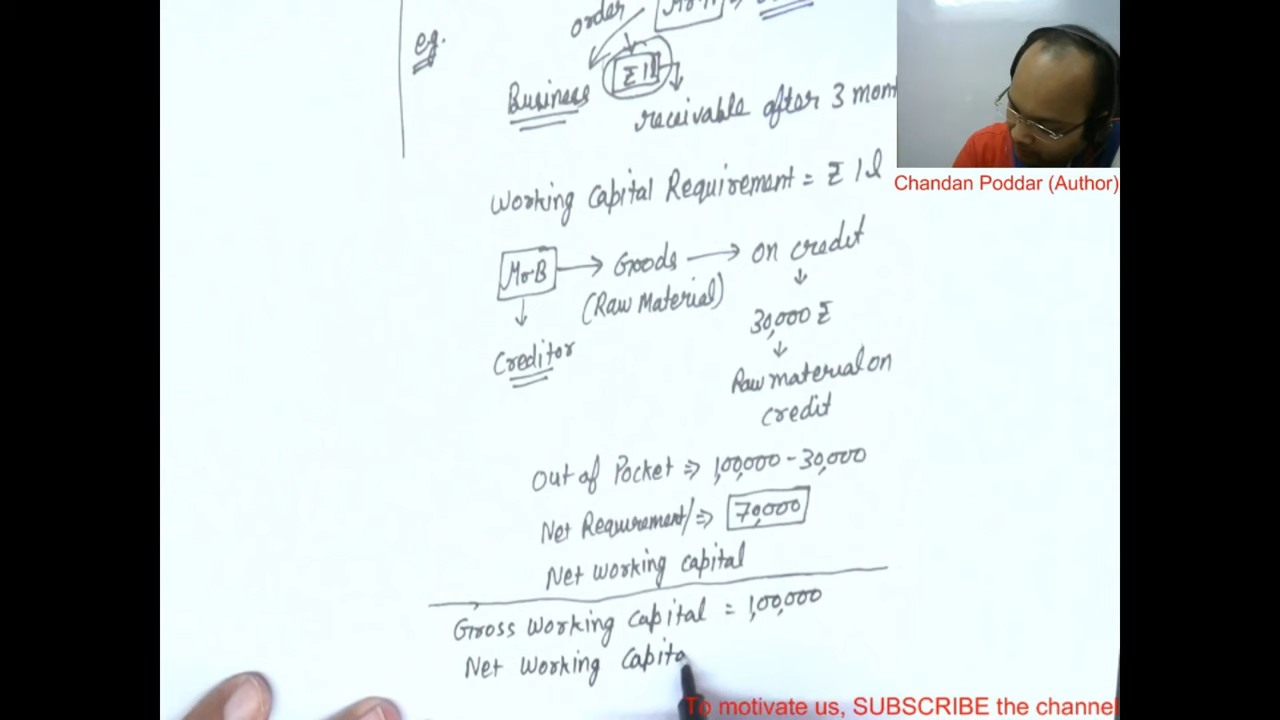 eg.
order
Business
₹ 1l
receivable after 3 mont
Working Capital Requirement = ₹ 1l
Chandan Poddar (Author)
Mr. B → Goods → on credit
(Raw Material)
30,000 ₹
Creditor
Raw material on
credit
Out of Pocket ⇒ 1,00,000 - 30,000
Net Requirement/ ⇒ 70,000
Net Working Capital
Gross Working Capital = 1,00,000
Net Working Capita
To motivate us, SUBSCRIBE the channel